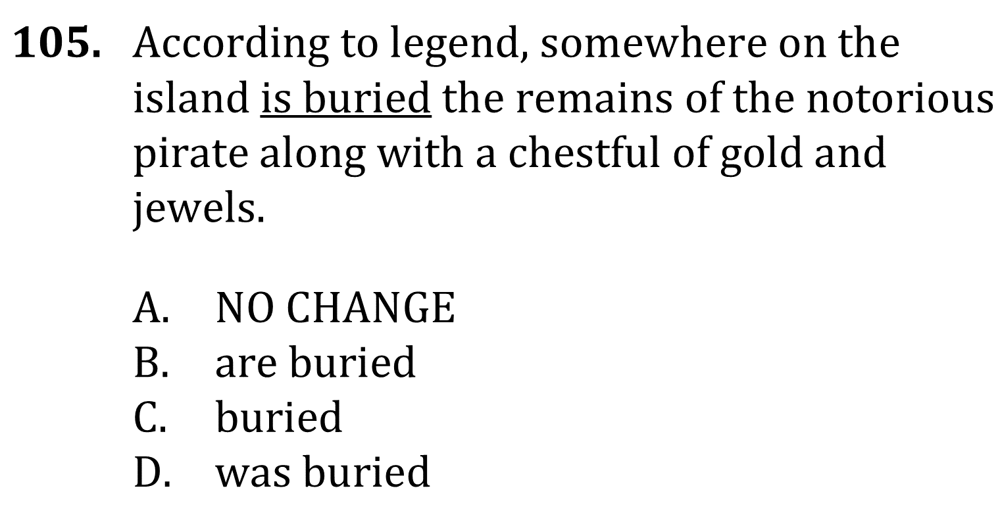 105. According to legend, somewhere on the
island is buried the remains of the notorious
pirate along with a chestful of gold and
jewels.
A. NO CHANGE
B. are buried
C. buried
D. was buried